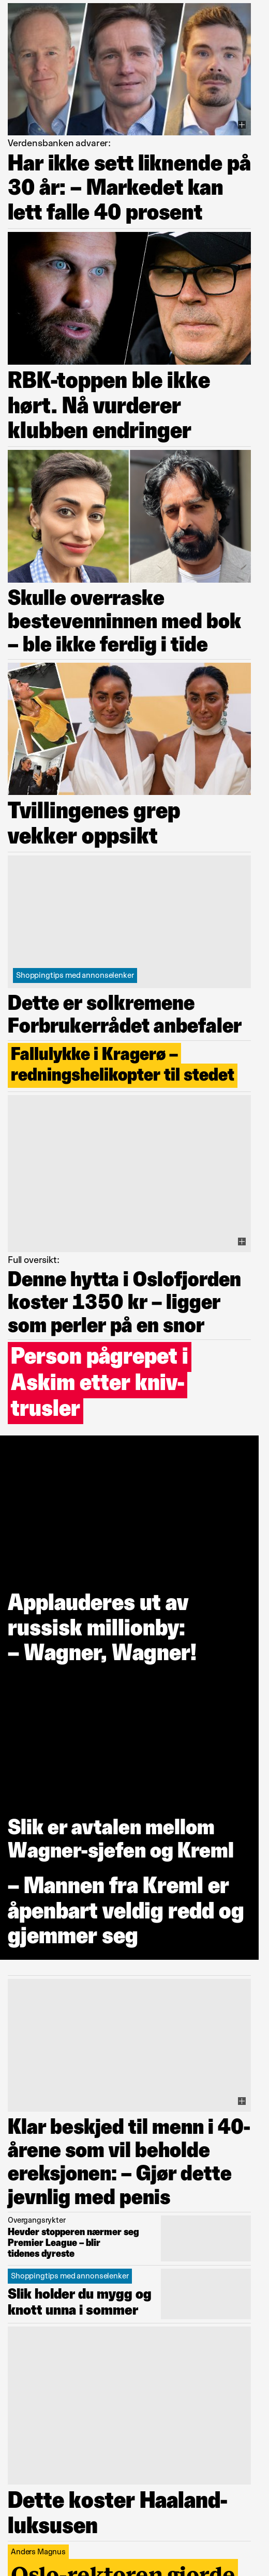 Verdensbanken advarer:
Har ikke sett liknende på
30 år: – Markedet kan
lett falle 40 prosent
RBK-toppen ble ikke
hørt. Nå vurderer
klubben endringer
Skulle overraske
bestevenninnen med bok
– ble ikke ferdig i tide
Tvillingenes grep
vekker oppsikt
Shoppingtips med annonselenker
Dette er solkremene
Forbrukerrådet anbefaler
Fallulykke i Kragerø –
redningshelikopter til stedet
Full oversikt:
Denne hytta i Oslofjorden
koster 1350 kr – ligger
som perler på en snor
Person pågrepet i
Askim etter kniv-
trusler
Applauderes ut av
russisk millionby:
– Wagner, Wagner!
Slik er avtalen mellom
Wagner-sjefen og Kreml
– Mannen fra Kreml er
åpenbart veldig redd og
gjemmer seg
Klar beskjed til menn i 40-
årene som vil beholde
ereksjonen: – Gjør dette
jevnlig med penis
Overgangsrykter
Hevder stopperen nærmer seg
Premier League – blir
tidenes dyreste
Shoppingtips med annonselenker
Slik holder du mygg og
knott unna i sommer
Dette koster Haaland-
luksusen
Anders Magnus
Oslo-rektoren gjorde